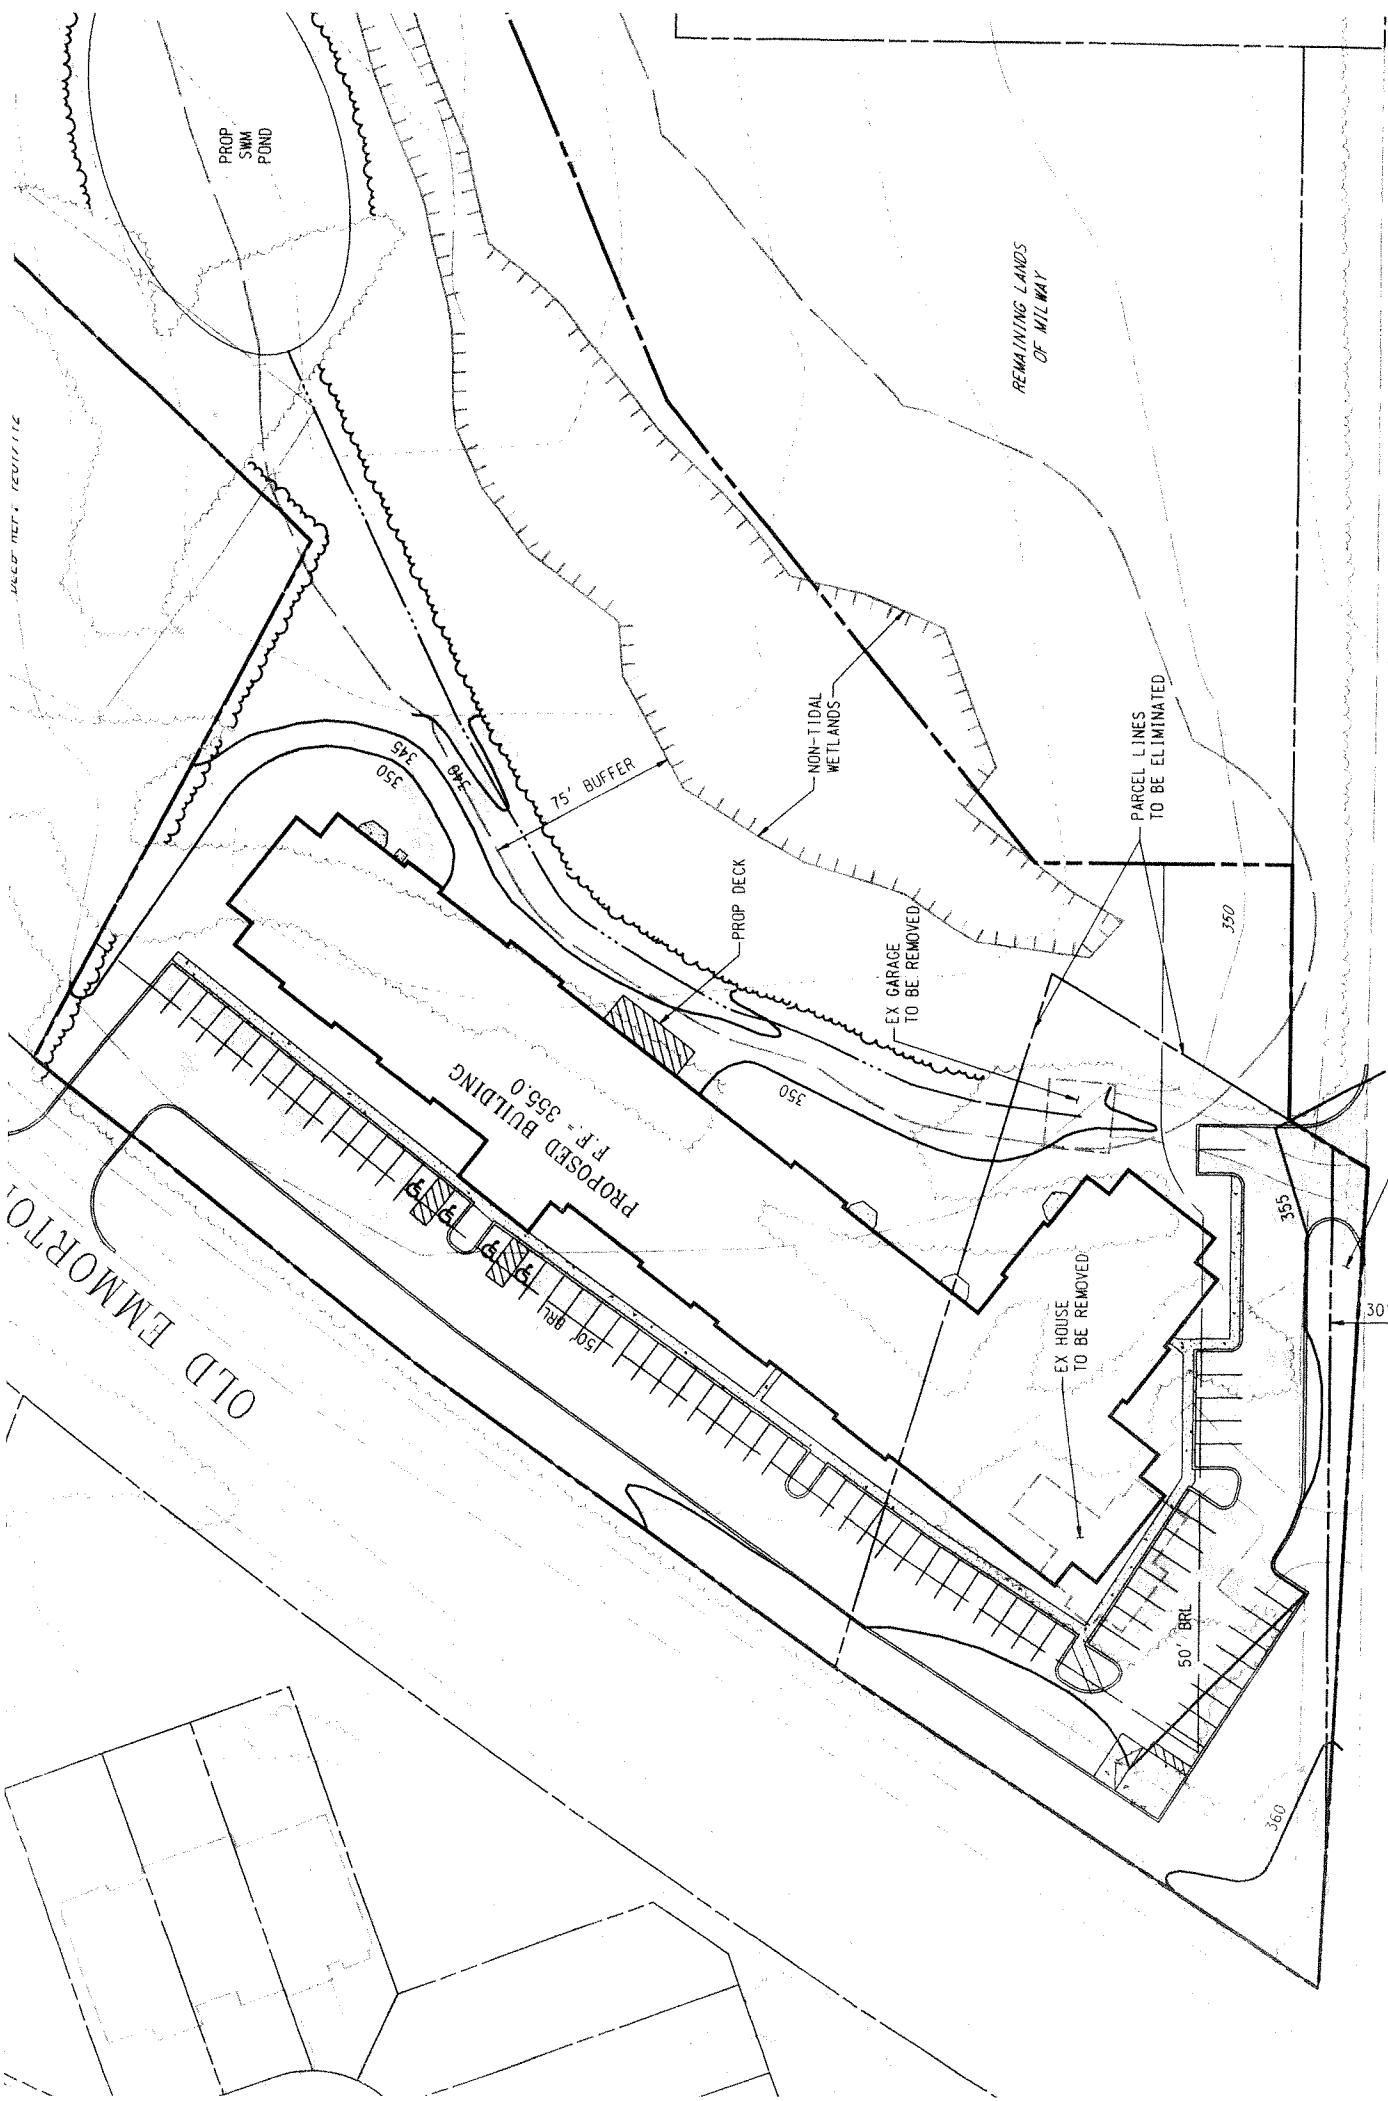 PROP
SWM
POND
REMAINING LANDS
OF MILWAY
NON-TIDAL
WETLANDS
PARCEL LINES
TO BE ELIMINATED
345
350
340
75' BUFFER
PROP DECK
EX GARAGE
TO BE REMOVED
350
350
PROPOSED BUILDING
F.F. = 355.0
OLD EMMORTO
50' BRL
EX HOUSE
TO BE REMOVED
355
30'
50' BRL
360